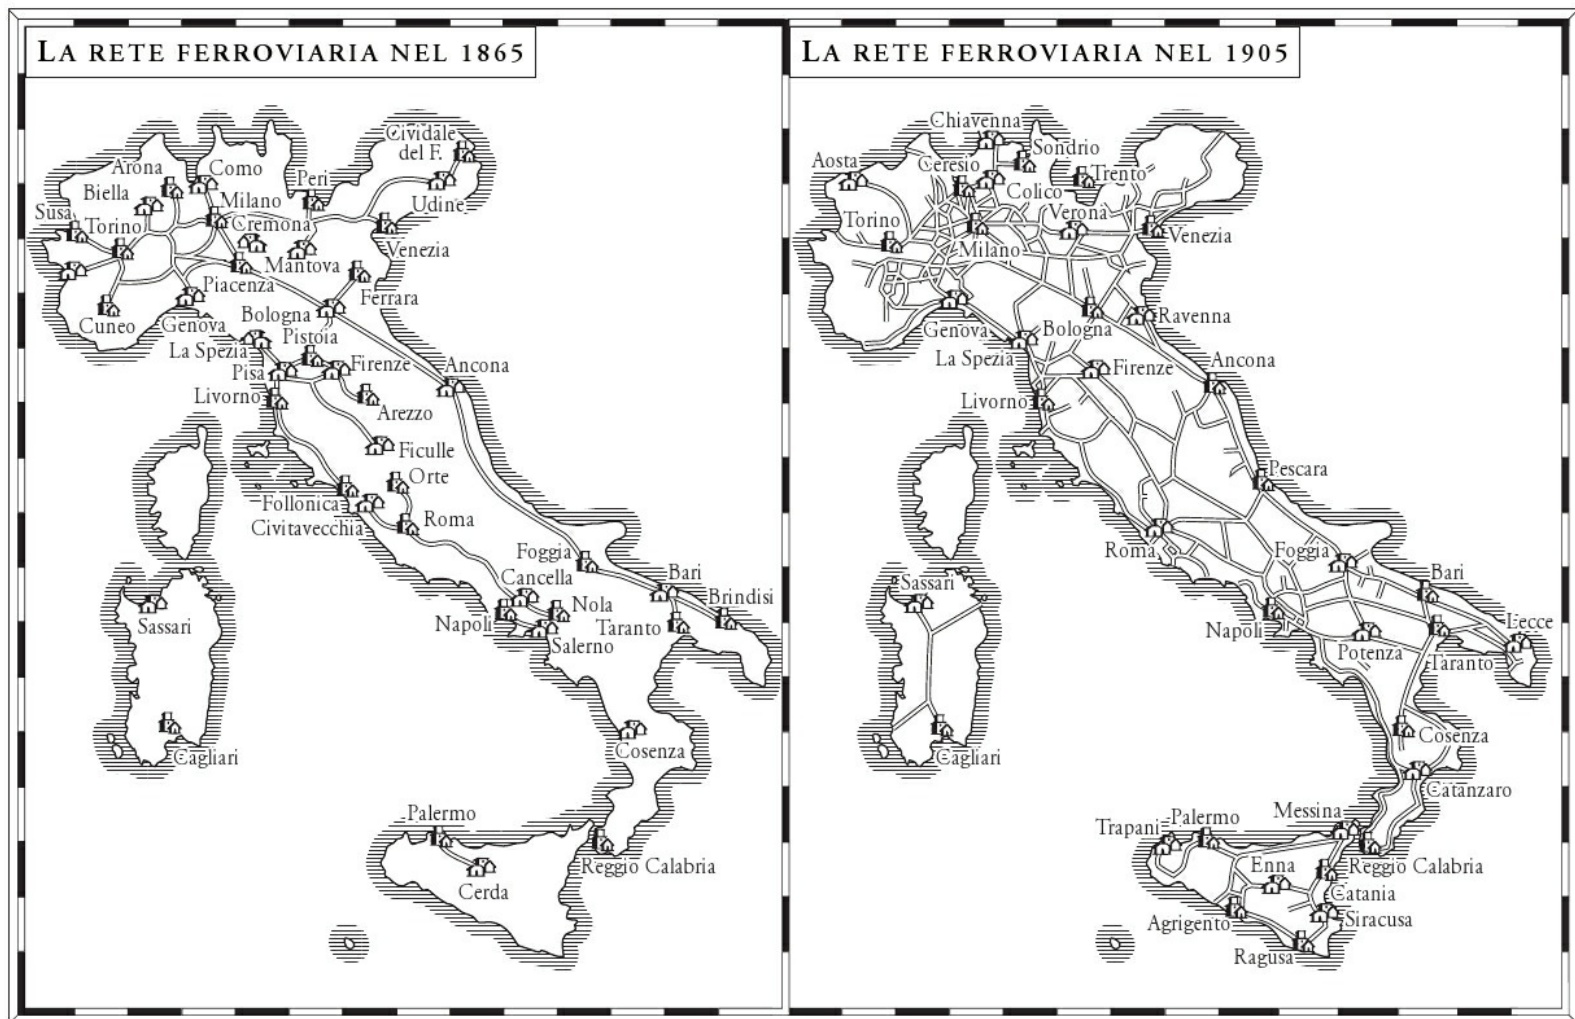 LA RETE FERROVIARIA NEL 1865
Cividale
del F.
Arona
Como
Biella
Peri
Susa
Milano
Udine
Torino
Cremona
Venezia
Mantova
Piacenza
Ferrara
Cuneo
Genova
Bologna
Pistoia
La Spezia
Firenze
Ancona
Pisa
Livorno
Arezzo
Ficulle
Orte
Follonica
Civitavecchia
Roma
Foggia
Cancella
Bari
Brindisi
Nola
Napoli
Taranto
Salerno
Sassari
Cagliari
Cosenza
Palermo
Reggio Calabria
Cerda
LA RETE FERROVIARIA NEL 1905
Chiavenna
Sondrio
Aosta
Ceresio
Trento
Colico
Torino
Verona
Venezia
Milano
Genova
Bologna
Ravenna
La Spezia
Firenze
Ancona
Livorno
Pescara
Roma
Foggia
Bari
Sassari
Napoli
Lecce
Potenza
Taranto
Cosenza
Cagliari
Catanzaro
Messina
Trapani
Palermo
Reggio Calabria
Enna
Catania
Agrigento
Siracusa
Ragusa